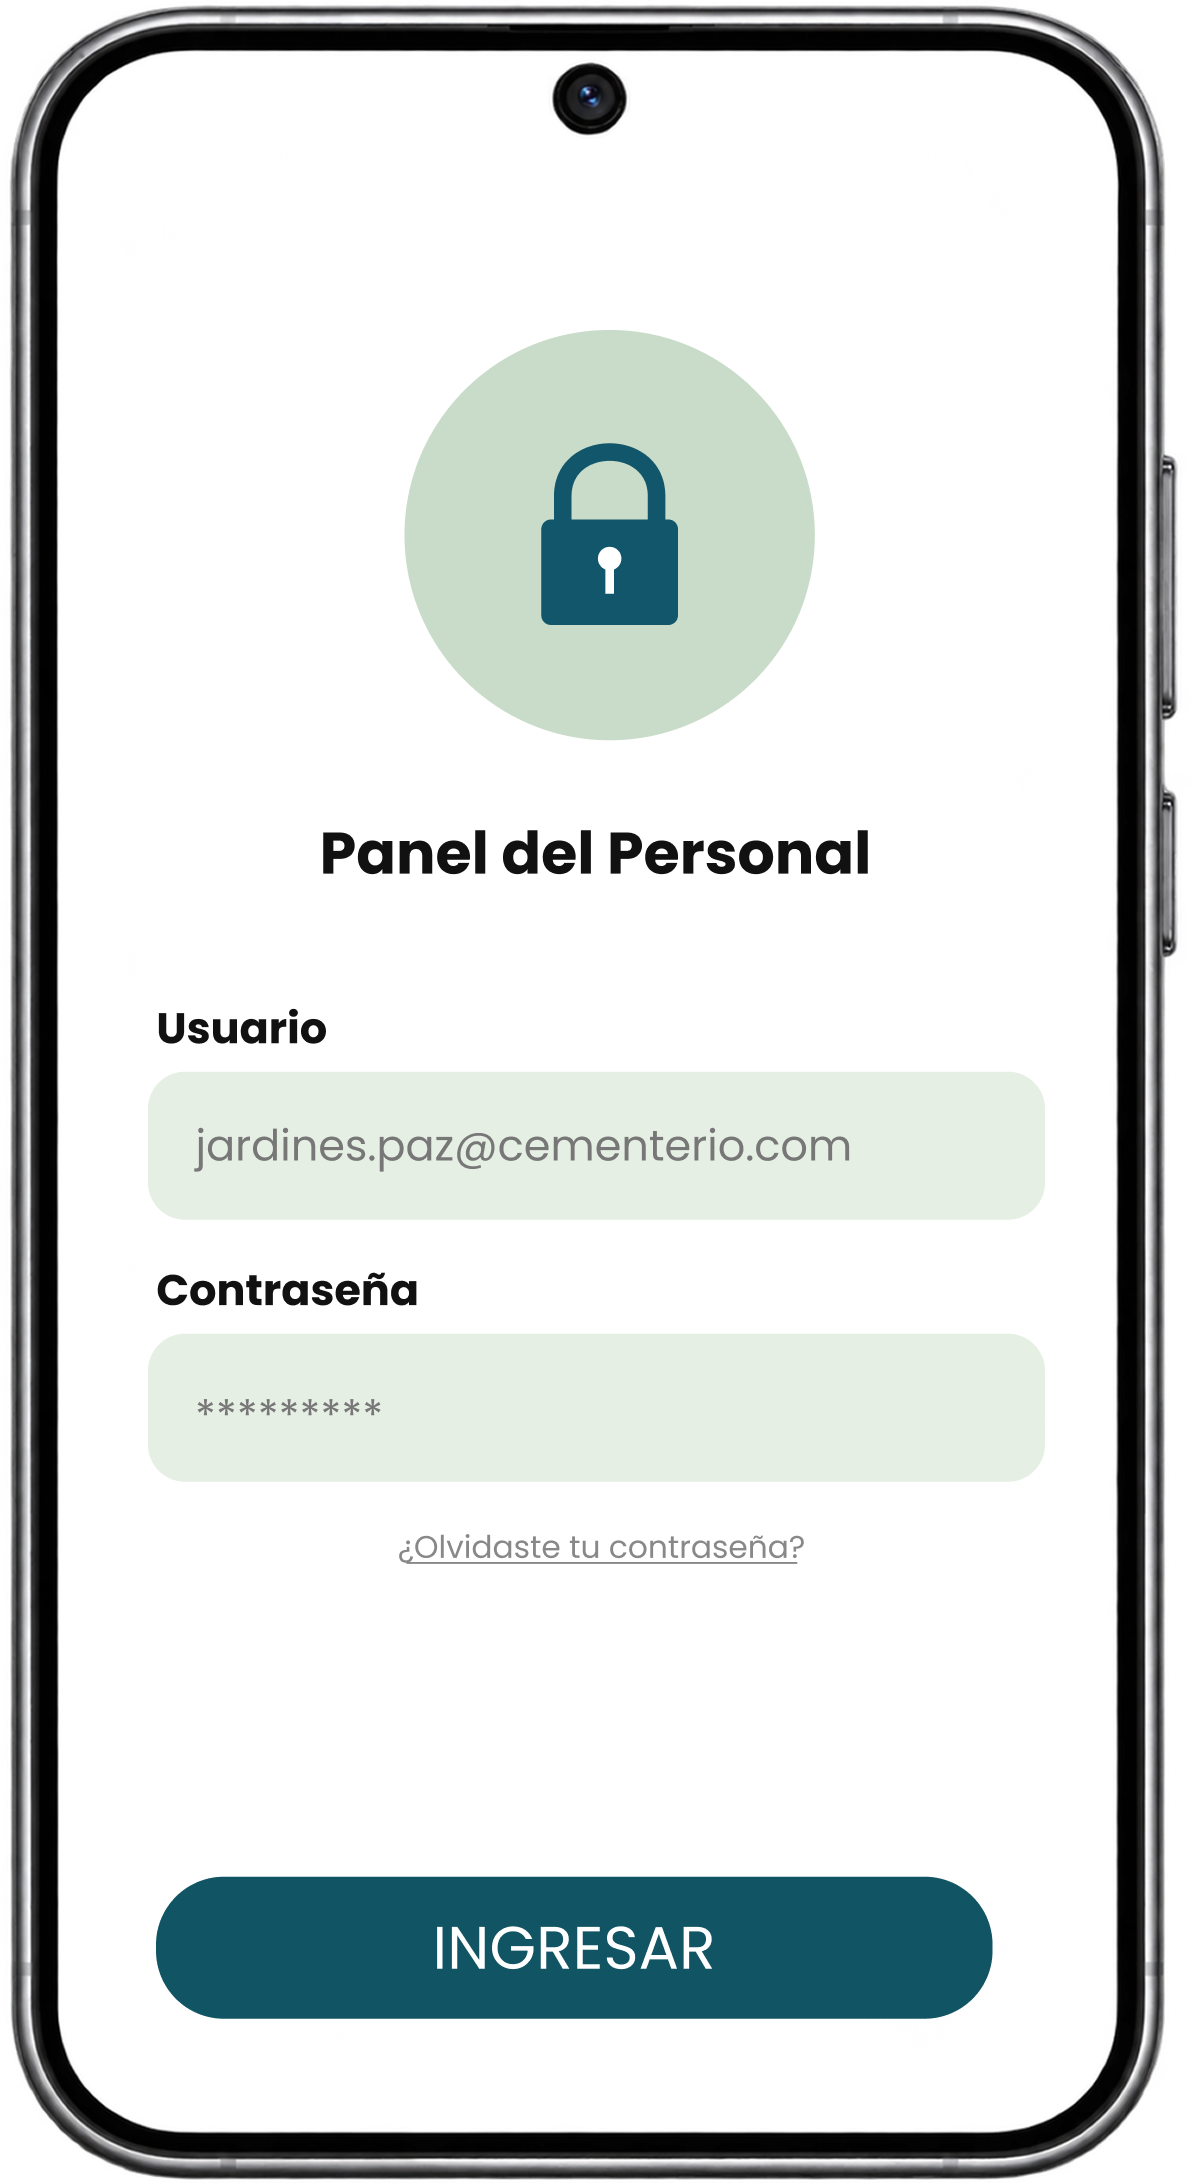 Panel del Personal
Usuario
jardines.paz@cementerio.com
Contraseña
*********
¿Olvidaste tu contraseña?
INGRESAR